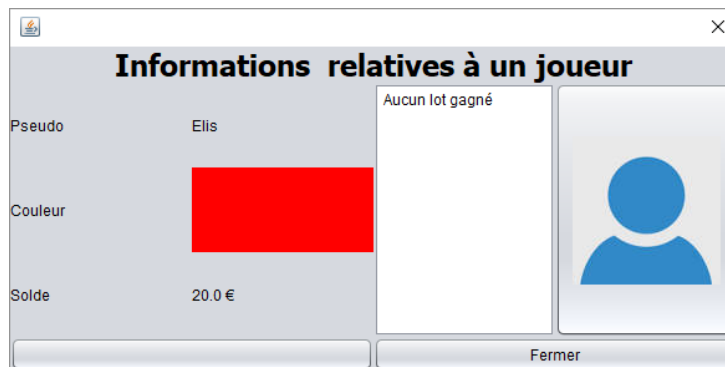 Informations relatives à un joueur
Pseudo
Elis
Couleur
Solde
20.0 €
Aucun lot gagné
Fermer